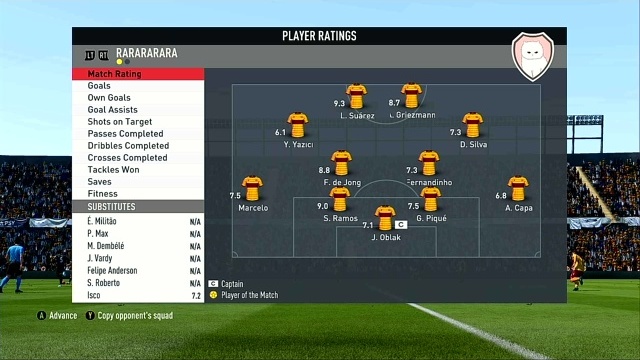 PLAYER RATINGS
LT RT RARARARARA
Match Rating
Goals
Own Goals
Goal Assists
Shots on Target
Passes Completed
Dribbles Completed
Crosses Completed
Tackles Won
Saves
Fitness
SUBSTITUTES
É. Militão N/A
P. Max N/A
M. Dembélé N/A
J. Vardy N/A
Felipe Anderson N/A
S. Roberto N/A
Isco 7.2
9.3 8.7
L. Suárez . Griezmann
6.1 7.3
Y. Yazici D. Silva
8.8 7.3
F. de Jong Fernandinho
7.5 9.0 7.5 6.8
Marcelo S. Ramos G. Piqué A. Capa
7.1 C
J. Oblak
C Captain
Player of the Match
A Advance Y Copy opponent's squad